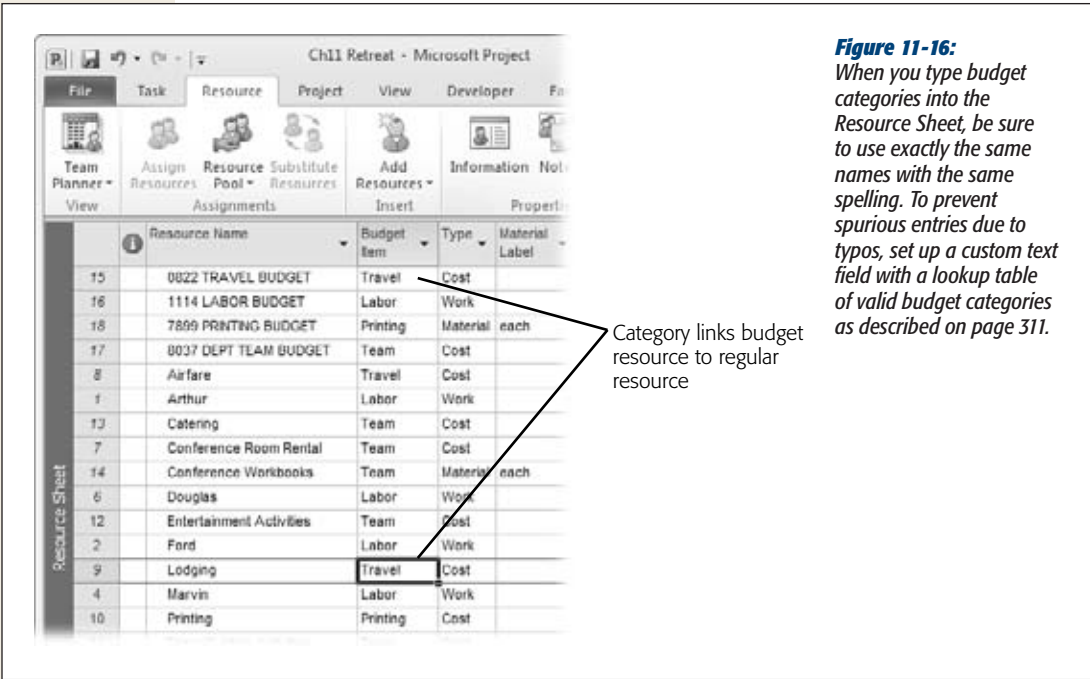 Ch11 Retreat - Microsoft Project
File Task Resource Project View Developer
Team Planner
Assign Resources
Resource Pool
Substitute Resources
Add Resources
Information
View Assignments Insert
Resource Name Budget Item Type Material Label
15 0822 TRAVEL BUDGET Travel Cost
16 1114 LABOR BUDGET Labor Work
18 7899 PRINTING BUDGET Printing Material each
17 8037 DEPT TEAM BUDGET Team Cost
8 Airfare Travel Cost
1 Arthur Labor Work
13 Catering Team Cost
7 Conference Room Rental Team Cost
14 Conference Workbooks Team Material each
6 Douglas Labor Work
12 Entertainment Activities Team Cost
2 Ford Labor Work
9 Lodging Travel Cost
4 Marvin Labor Work
10 Printing Printing Cost
Resource Sheet
Category links budget
resource to regular
resource
Figure 11-16:
When you type budget
categories into the
Resource Sheet, be sure
to use exactly the same
names with the same
spelling. To prevent
spurious entries due to
typos, set up a custom text
field with a lookup table
of valid budget categories
as described on page 311.